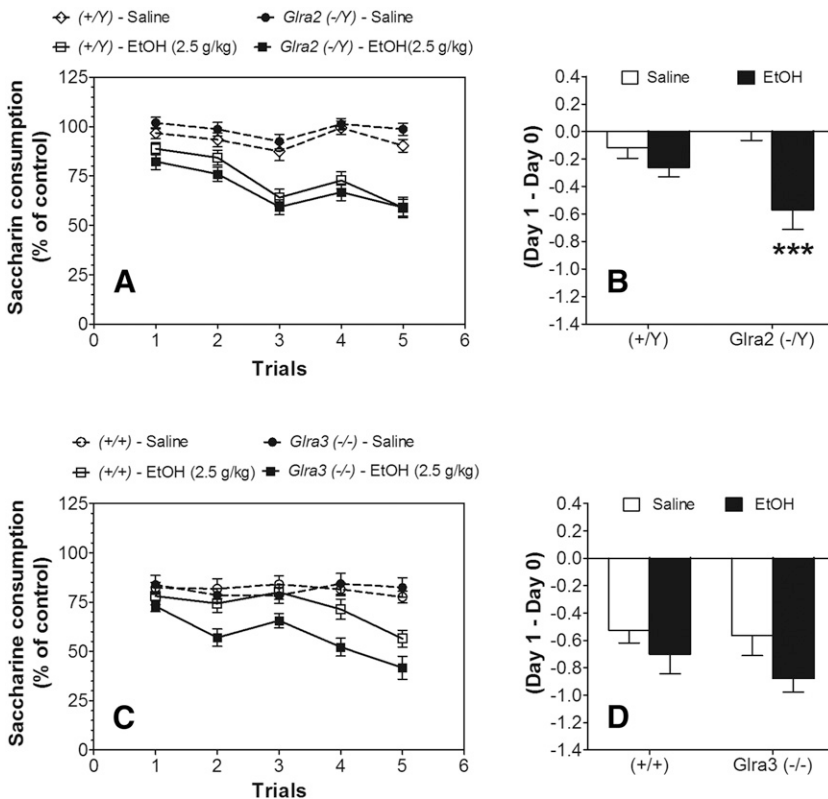 (+/Y) - Saline
Glra2 (-/Y) - Saline
(+/Y) - EtOH (2.5 g/kg)
Glra2 (-/Y) - EtOH(2.5 g/kg)
Saccharin consumption
(% of control)
125
100
75
50
25
0
0 1 2 3 4 5 6
Trials
A
Saline EtOH
(Day 1 - Day 0)
0.4
0.2
-0.0
-0.2
-0.4
-0.6
-0.8
-1.0
-1.2
-1.4
***
B
(+/Y) Glra2 (-/Y)
(+/+) - Saline
Glra3 (-/-) - Saline
(+/+) - EtOH (2.5 g/kg)
Glra3 (-/-) - EtOH (2.5 g/kg)
Saccharine consumption
(% of control)
125
100
75
50
25
0
0 1 2 3 4 5 6
Trials
C
Saline EtOH
(Day 1 - Day 0)
0.4
0.2
-0.0
-0.2
-0.4
-0.6
-0.8
-1.0
-1.2
-1.4
D
(+/+) Glra3 (-/-)